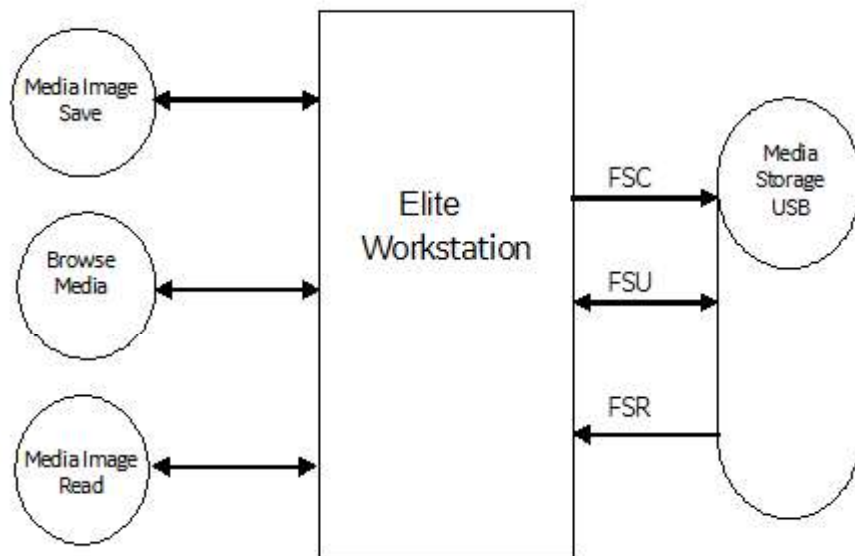 Media Image
Save
Browse
Media
Media Image
Read
Elite
Workstation
FSC
FSU
FSR
Media
Storage
USB